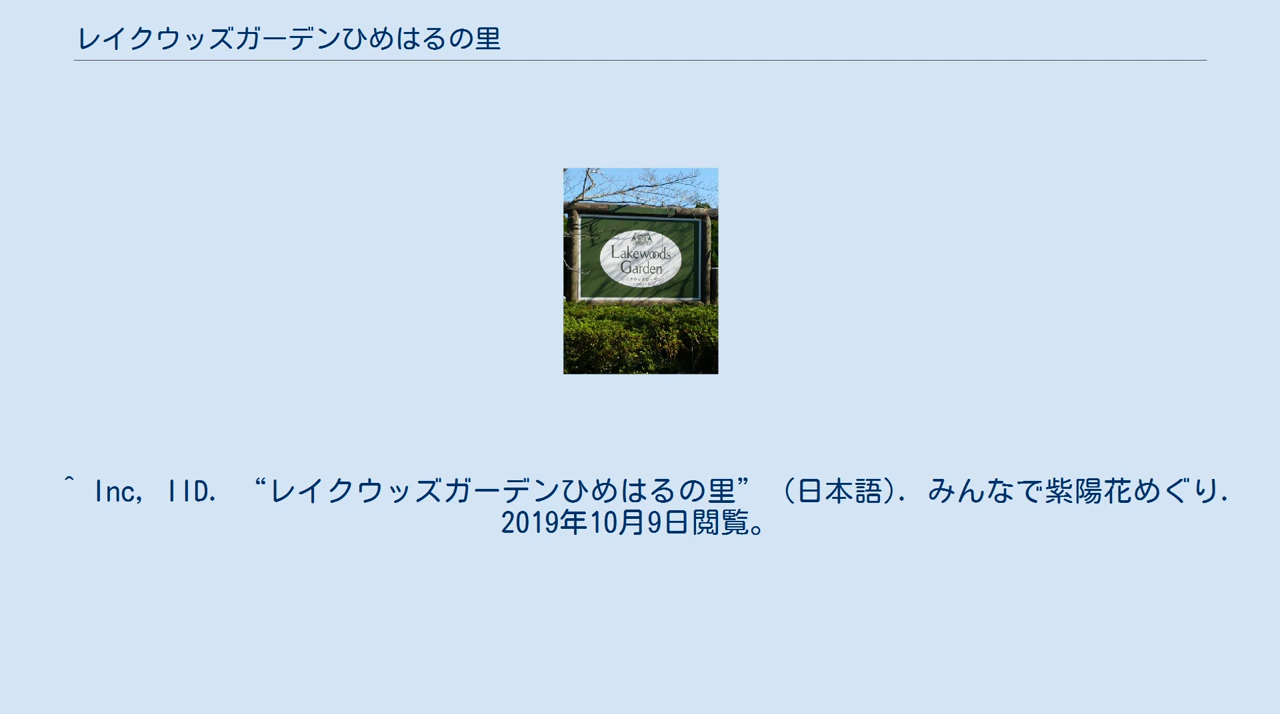 レイクウッズガーデンひめはるの里
Lakewoods
Garden
^ Inc, IID. “レイクウッズガーデンひめはるの里” (日本語). みんなで紫陽花めぐり.
2019年10月9日閲覧。